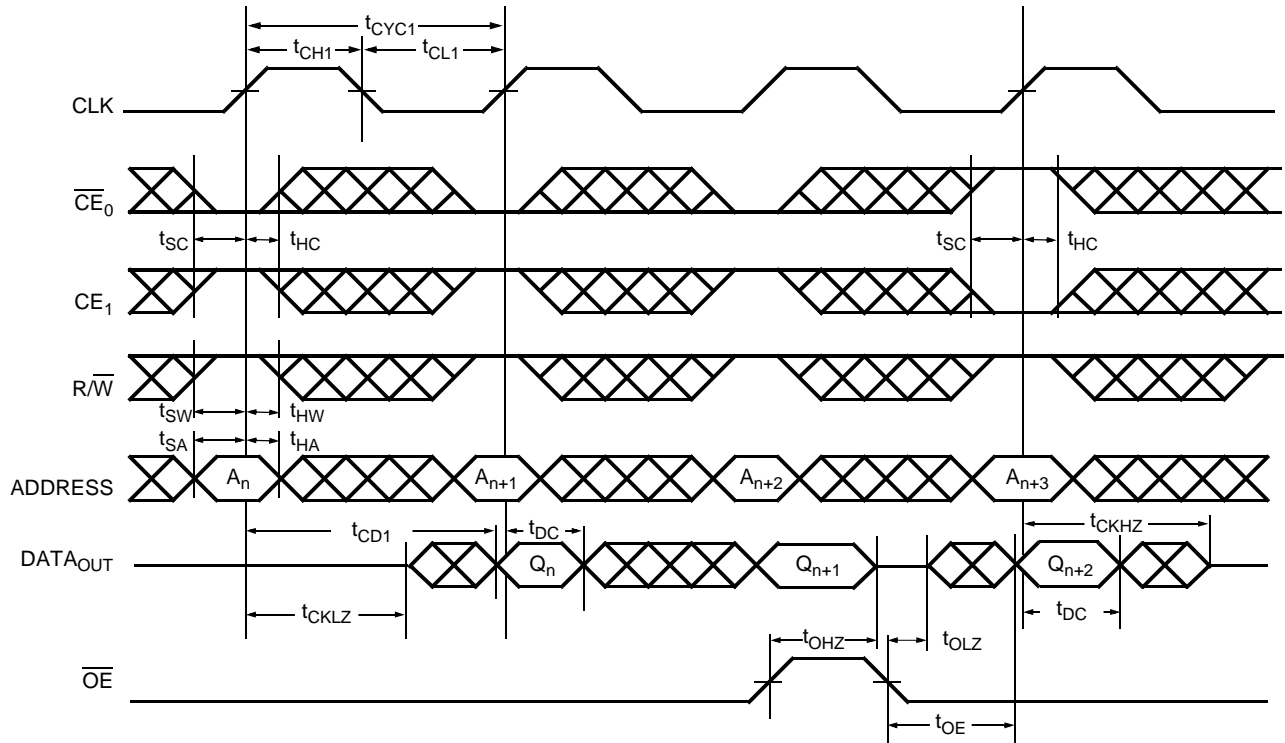 tCYC1
tCH1 tCL1
CLK
CE0
tSC tHC tSC tHC
CE1
R/W
tSW tHW
tSA tHA
ADDRESS An An+1 An+2 An+3
tCD1 tDC tCKHZ
DATAOUT Qn Qn+1 Qn+2
tCKLZ tDC
tOHZ tOLZ
OE
tOE